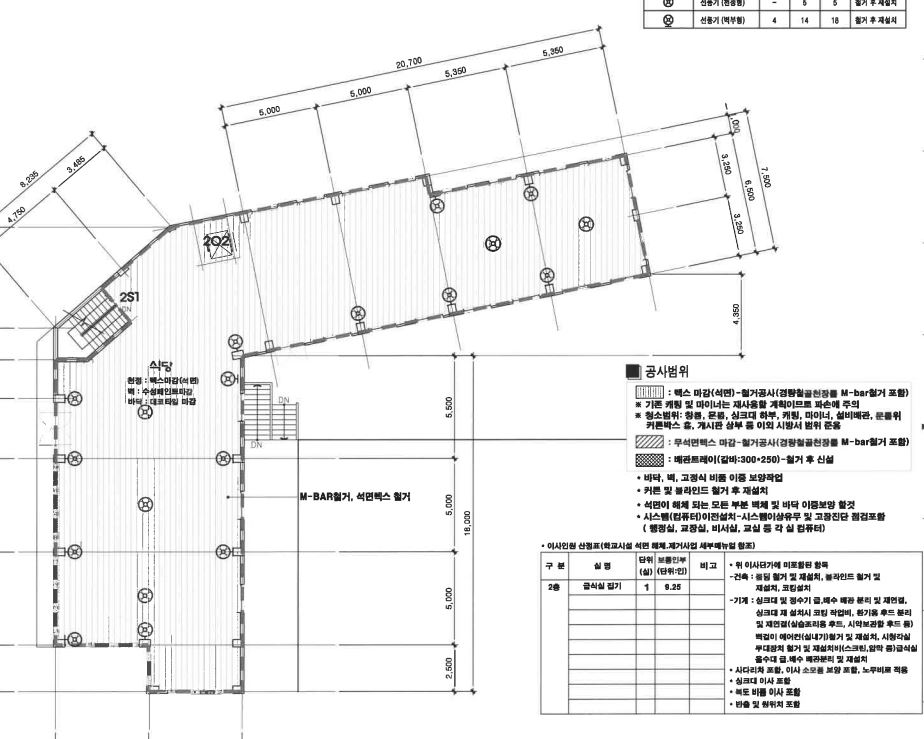 선풍기 (천정형) - 5 5 철거 후 재설치
선풍기 (벽부형) 4 14 18 철거 후 재설치
20,700
5,000
5,000
5,350
5,350
8,235
3,485
4,750
3,250
6,500
7,500
3,250
4,350
2Q2
2S1
DN
식당
천정 : 텍스마감(석면)
벽 : 수성페인트마감
바닥 : 데코타일 마감
DN
DN
5,500
5,000
18,000
5,000
2,500
M-BAR철거, 석면텍스 철거
공사범위
: 텍스 마감(석면)-철거공사(경량철골천장틀 M-bar철거 포함)
※ 기존 캐링 및 마이너는 재사용할 계획이므로 파손에 주의
※ 청소범위: 창틀, 문틀, 싱크대 하부, 캐링, 마이너, 설비배관, 문틀위
커튼박스 홈, 게시판 상부 등 이외 시방서 범위 준용
: 무석면텍스 마감-철거공사(경량철골천장틀 M-bar철거 포함)
: 배관트레이(갈바:300*250)-철거 후 신설
* 바닥, 벽, 고정식 비품 이중 보양작업
* 커튼 및 블라인드 철거 후 재설치
* 석면이 해체 되는 모든 부분 벽체 및 바닥 이중보양 할것
* 시스템(컴퓨터)이전설치-시스템이상유무 및 고장진단 점검포함
( 행정실, 교장실, 비서실, 교실 등 각 실 컴퓨터)
* 이사인원 산정표(학교시설 석면 해체.제거사업 세부매뉴얼 참조)
구 분 실 명 단위(실) 보통인부(단위:인) 비 고
2층 급식실 집기 1 9.25
* 위 이사단가에 미포함된 항목
-건축 : 롤딩 철거 및 재설치, 블라인드 철거 및
재설치, 코킹설치
-기계 : 싱크대 및 정수기 급,배수 배관 분리 및 재연결,
싱크대 재 설치시 코킹 작업비, 환기용 후드 분리
및 재연결(실습조리용 후드, 시약보관함 후드 등)
벽걸이 에어컨(실내기)철거 및 재설치, 시청각실
무대장치 철거 및 재설치비(스크린,암막 등)급식실
온수대 급.배수 배관분리 및 재설치
* 사다리차 포함, 이사 소모품 보양 포함, 노무비로 적용
* 싱크대 이사 포함
* 복도 비품 이사 포함
* 반출 및 원위치 포함